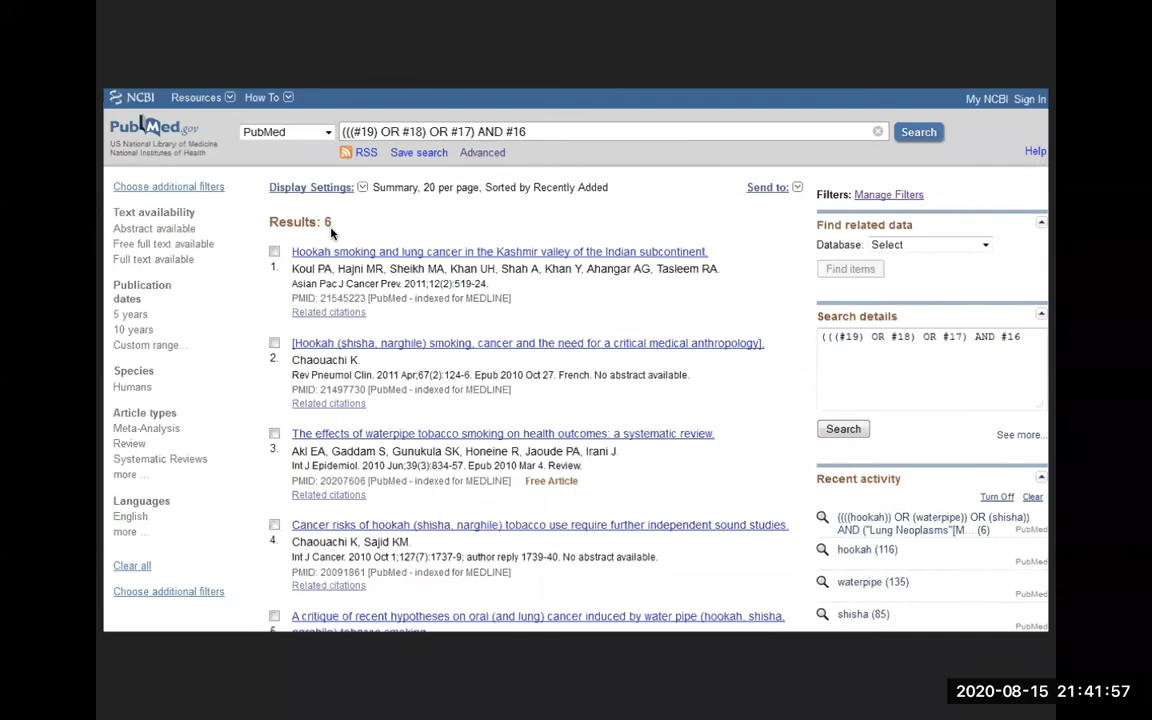 NCBI Resources How To My NCBI Sign In
PubMed.gov
US National Library of Medicine
National Institutes of Health
PubMed (((#19) OR #18) OR #17) AND #16 Search
RSS Save search Advanced Help
Choose additional filters
Text availability
Abstract available
Free full text available
Full text available
Publication
dates
5 years
10 years
Custom range...
Species
Humans
Article types
Meta-Analysis
Review
Systematic Reviews
more ...
Languages
English
more ...
Clear all
Choose additional filters
Display Settings: Summary, 20 per page, Sorted by Recently Added Send to:
Results: 6
Hookah smoking and lung cancer in the Kashmir valley of the Indian subcontinent.
1. Koul PA, Hajni MR, Sheikh MA, Khan UH, Shah A, Khan Y, Ahangar AG, Tasleem RA.
Asian Pac J Cancer Prev. 2011;12(2):519-24.
PMID: 21545223 [PubMed - indexed for MEDLINE]
Related citations
[Hookah (shisha, narghile) smoking, cancer and the need for a critical medical anthropology].
2. Chaouachi K.
Rev Pneumol Clin. 2011 Apr;67(2):124-6. Epub 2010 Oct 27. French. No abstract available.
PMID: 21497730 [PubMed - indexed for MEDLINE]
Related citations
The effects of waterpipe tobacco smoking on health outcomes: a systematic review.
3. Akl EA, Gaddam S, Gunukula SK, Honeine R, Jaoude PA, Irani J.
Int J Epidemiol. 2010 Jun;39(3):834-57. Epub 2010 Mar 4. Review.
PMID: 20207606 [PubMed - indexed for MEDLINE] Free Article
Related citations
Cancer risks of hookah (shisha, narghile) tobacco use require further independent sound studies.
4. Chaouachi K, Sajid KM.
Int J Cancer. 2010 Oct 1;127(7):1737-9; author reply 1739-40. No abstract available.
PMID: 20091861 [PubMed - indexed for MEDLINE]
Related citations
A critique of recent hypotheses on oral (and lung) cancer induced by water pipe (hookah, shisha,
Filters: Manage Filters
Find related data
Database: Select
Find items
Search details
(((#19) OR #18) OR #17) AND #16
Search
See more...
Recent activity
Turn Off Clear
((((hookah)) OR (waterpipe)) OR (shisha))
AND ("Lung Neoplasms"[M... (6)
PubMed
hookah (116)
PubMed
waterpipe (135)
PubMed
shisha (85)
PubMed
2020-08-15 21:41:57